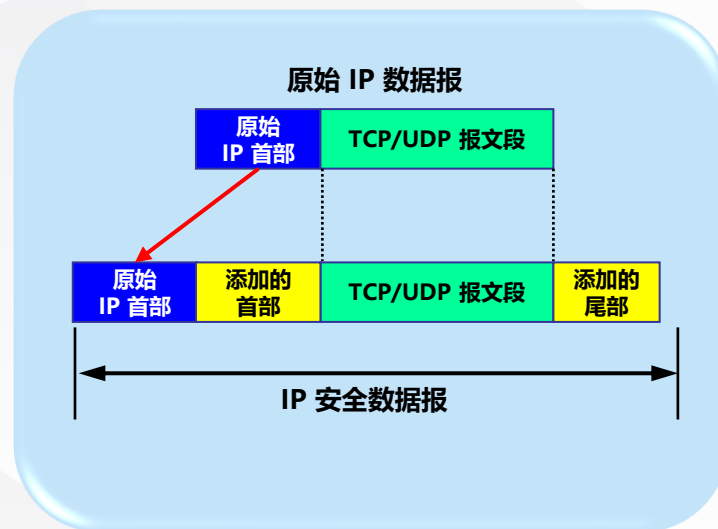 原始 IP 数据报
原始
IP 首部
TCP/UDP 报文段
原始
IP 首部
添加的
首部
TCP/UDP 报文段
添加的
尾部
IP 安全数据报